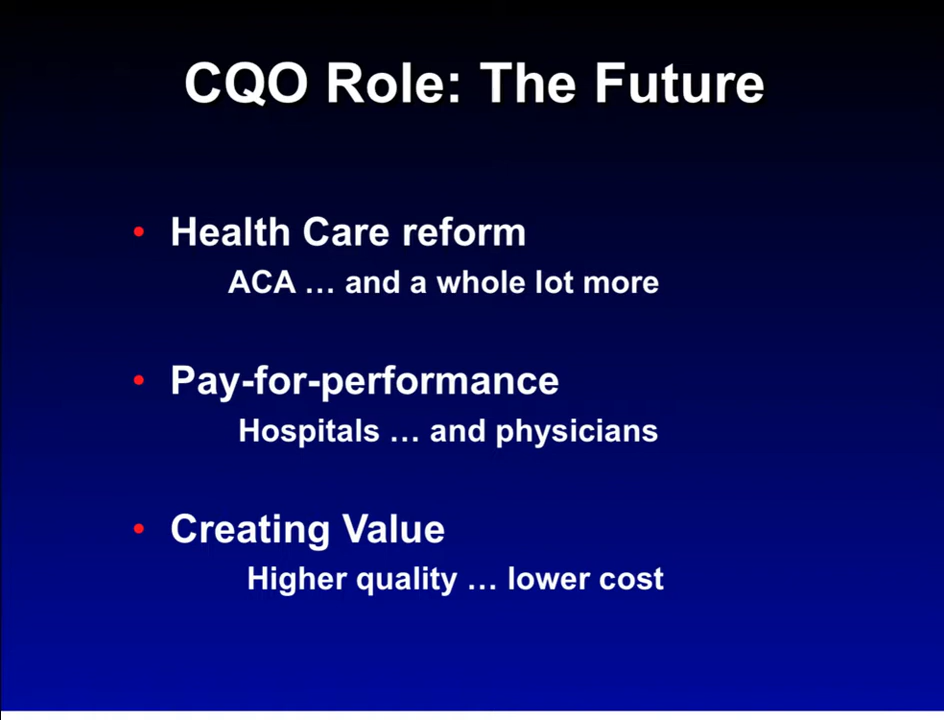 CQO Role: The Future
• Health Care reform
ACA … and a whole lot more
• Pay-for-performance
Hospitals … and physicians
• Creating Value
Higher quality … lower cost